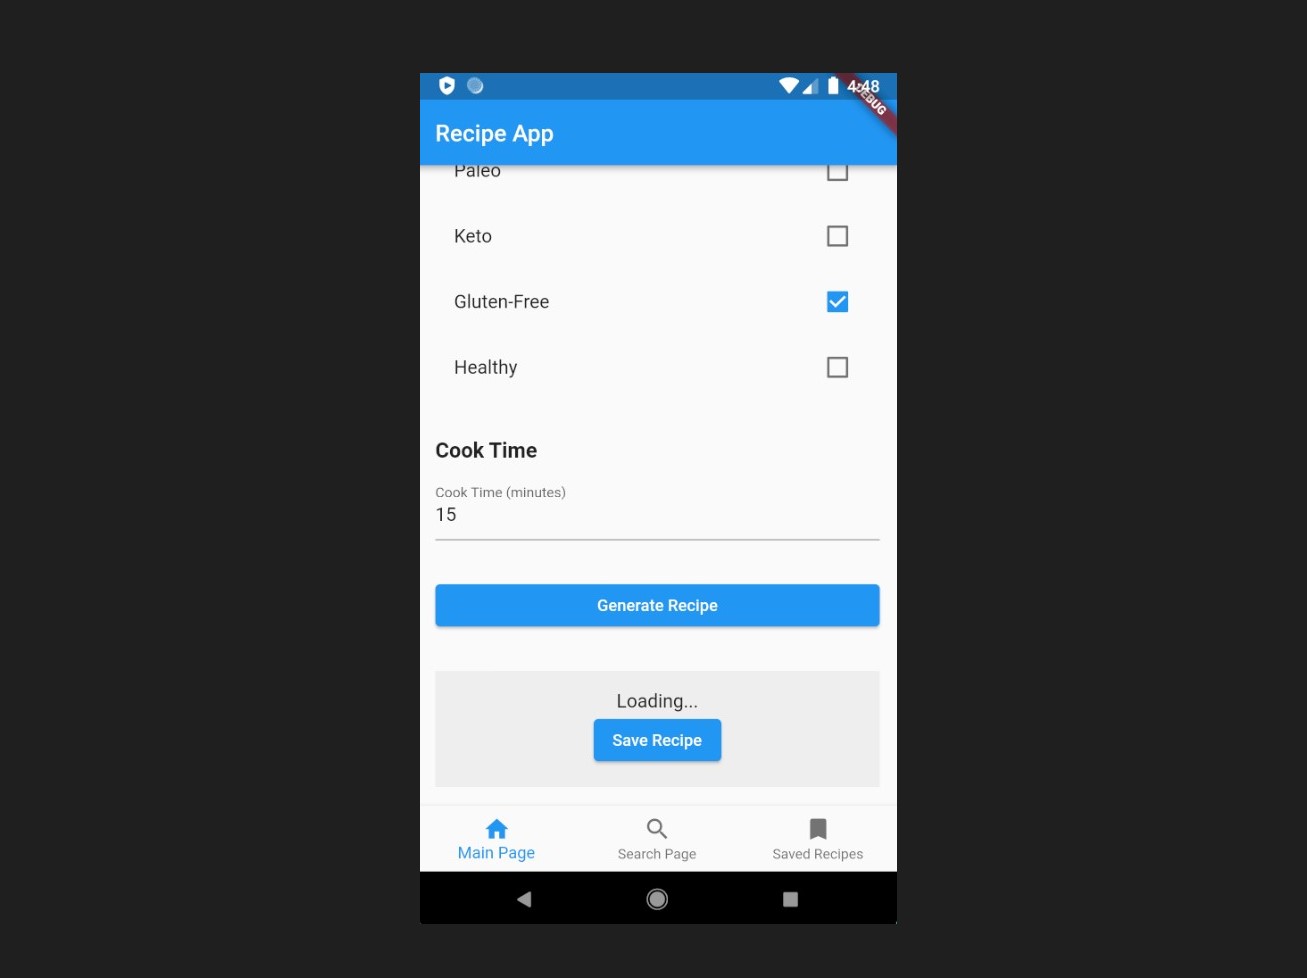 4:48
DEBUG
Recipe App
Paleo
Keto
Gluten-Free
Healthy
Cook Time
Cook Time (minutes)
15
Generate Recipe
Loading...
Save Recipe
Main Page
Search Page
Saved Recipes